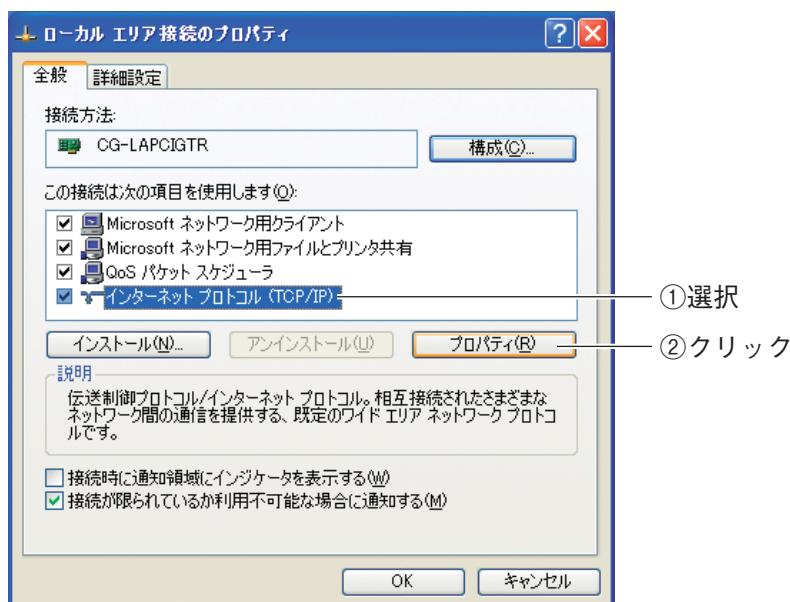 ローカル エリア接続のプロパティ
全般 詳細設定
接続方法:
CG-LAPCIGTR 構成(C)...
この接続は次の項目を使用します(O):
Microsoft ネットワーク用クライアント
Microsoft ネットワーク用ファイルとプリンタ共有
QoS パケット スケジューラ
インターネット プロトコル (TCP/IP) ①選択
インストール(N)... アンインストール(U) プロパティ(R) ②クリック
説明
伝送制御プロトコル/インターネット プロトコル。相互接続されたさまざまな
ネットワーク間の通信を提供する、既定のワイド エリア ネットワーク プロトコ
ルです。
接続時に通知領域にインジケータを表示する(W)
接続が限られているか利用不可能な場合に通知する(M)
OK キャンセル